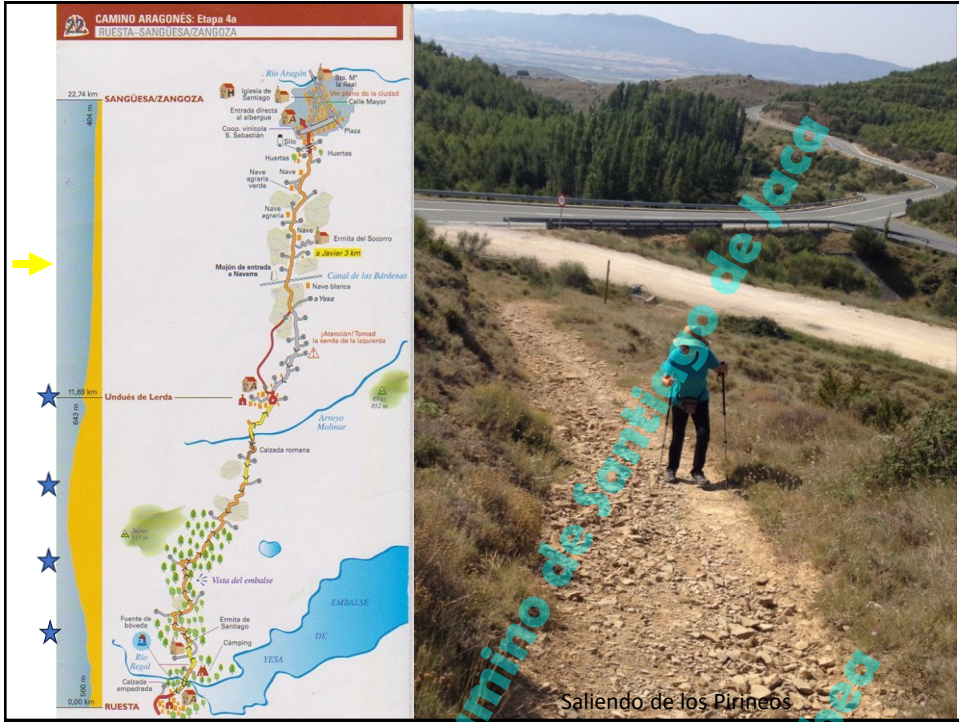 CAMINO ARAGONÉS: Etapa 4a
RUESTA–SANGÜESA/ZANGOZA
22,74 km
SANGÜESA/ZANGOZA
404 m
Río Aragón
Sta. Mª
la Real
H
Iglesia de
Santiago
Ver plano de la ciudad
Calle Mayor
Entrada directa
al albergue
A
Coop. vinícola
S. Sebastián
Plaza
Silo
Huertas
Huertas
Nave
agraria
verde
Nave
Nave
agraria
Nave
Ermita del Socorro
a Javier 3 km
Mojón de entrada
a Navarra
Canal de las Bárdenas
Nave blanca
a Yesa
¡Atención! Tomad
la senda de la izquierda
A
11,69 km
Undués de Lerda
643 m
852 m
Arroyo
Molinar
Calzada romana
Vista del embalse
EMBALSE
DE
YESA
Fuente de
bóveda
Ermita de
Santiago
Cámping
Río
Regal
Calzada
empedrada
A
550 m
0,00 km
RUESTA
Saliendo de los Pirineos
mino de Santiago de Jaca
nea